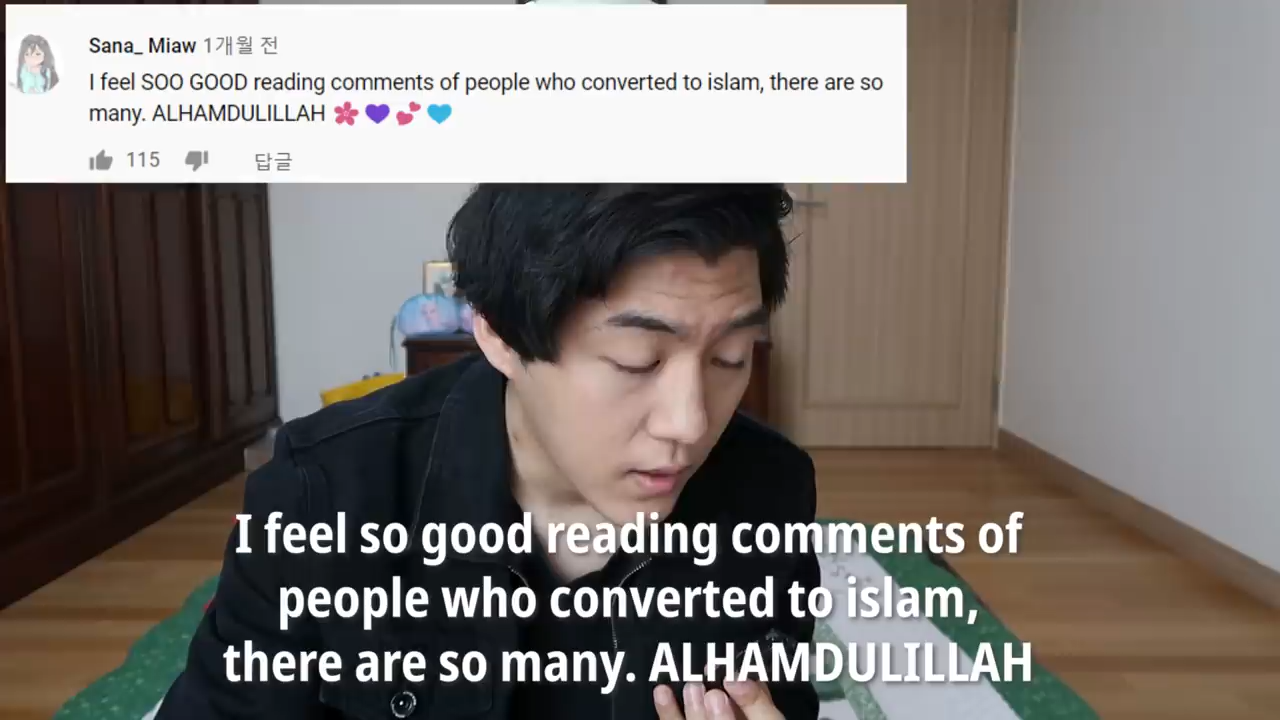 Sana_ Miaw 1개월 전
I feel SOO GOOD reading comments of people who converted to islam, there are so
many. ALHAMDULILLAH 🌸 💜 💕 💙
115 답글
I feel so good reading comments of
people who converted to islam,
there are so many. ALHAMDULILLAH